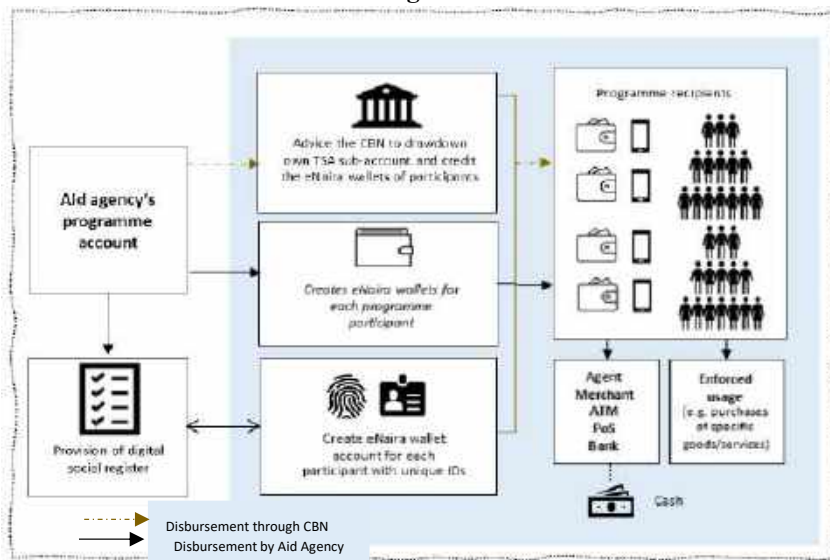 Aid agency's
programme
account
Provision of digital
social register
Advice the CBN to drawdown
own TSA sub-account and credit
the eNaira wallets of participants
Creates eNaira wallets for
each programme
participant
Create eNaira wallet
account for each
participant with unique IDs
Programme recipients
Agent
Merchant
ATM
PoS
Bank
Enforced
usage
(e.g. purchases
of specific
goods/services)
Cash
Disbursement through CBN
Disbursement by Aid Agency